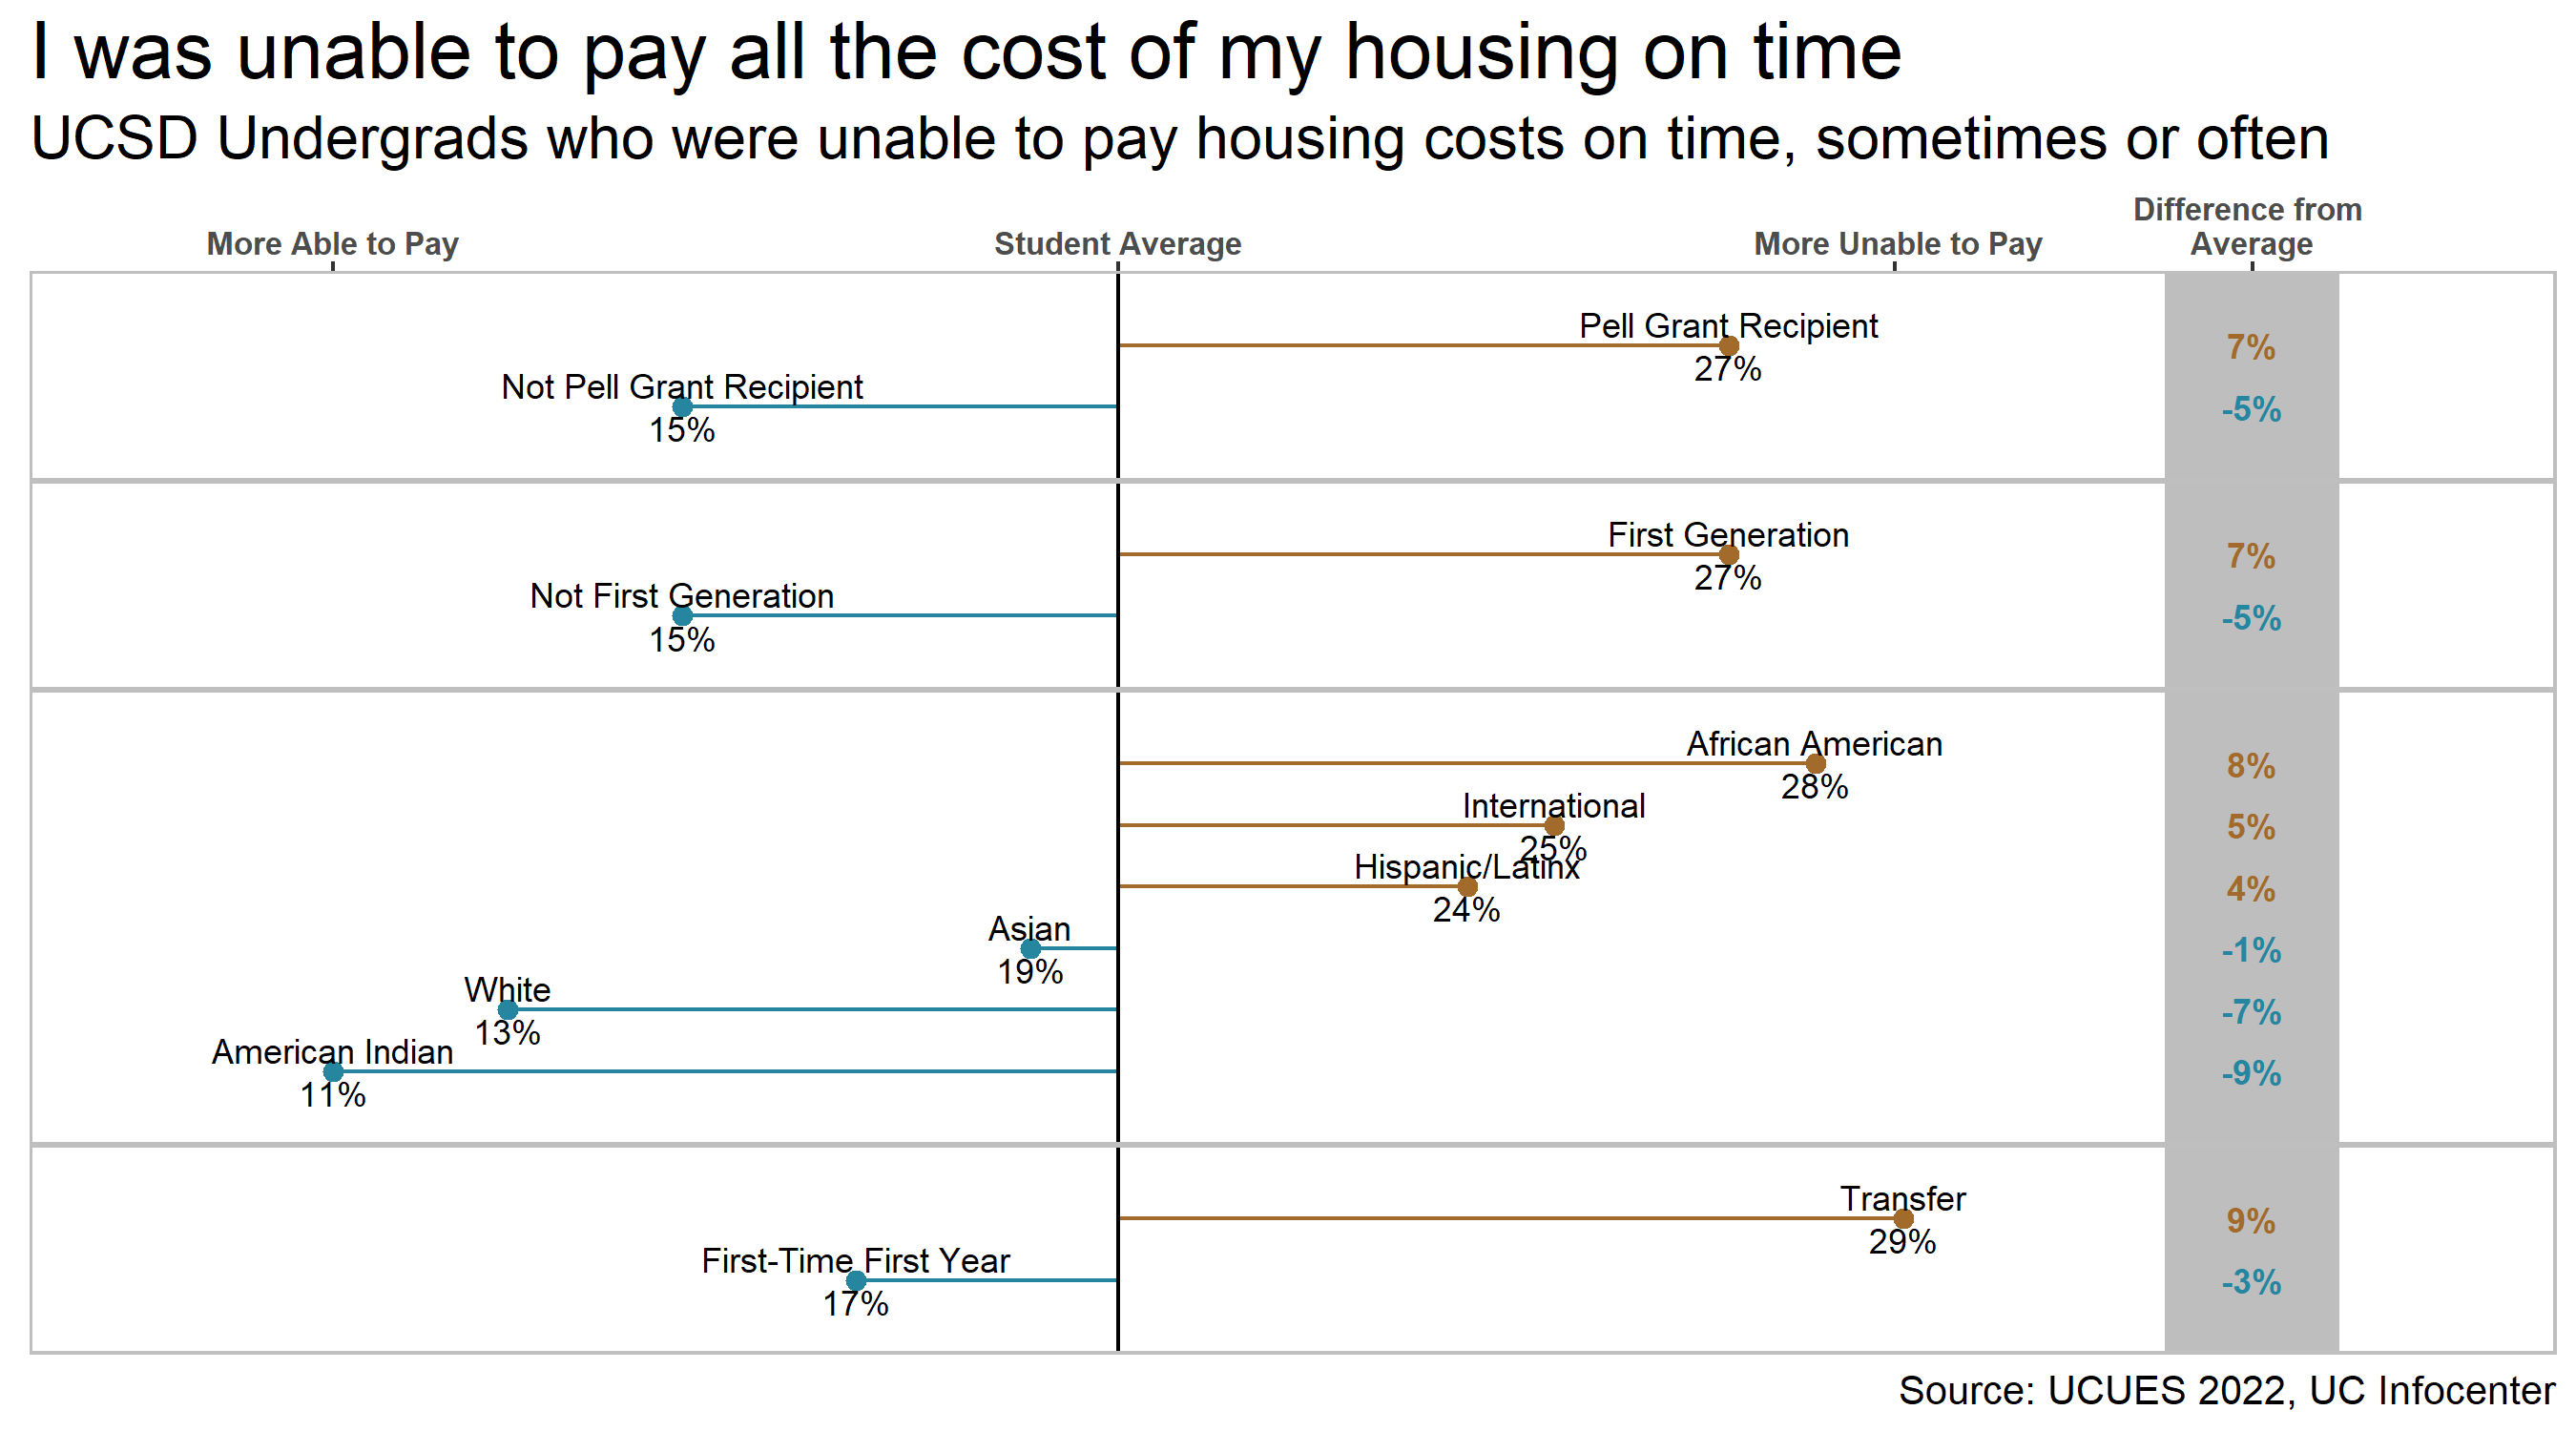 I was unable to pay all the cost of my housing on time
UCSD Undergrads who were unable to pay housing costs on time, sometimes or often
Difference from
More Able to Pay Student Average More Unable to Pay Average
Pell Grant Recipient
27% 7%
Not Pell Grant Recipient
15% -5%
First Generation
27% 7%
Not First Generation
15% -5%
African American
28% 8%
International
25% 5%
Hispanic/Latinx
24% 4%
Asian
19% -1%
White
13% -7%
American Indian
11% -9%
Transfer
29% 9%
First-Time First Year
17% -3%
Source: UCUES 2022, UC Infocenter